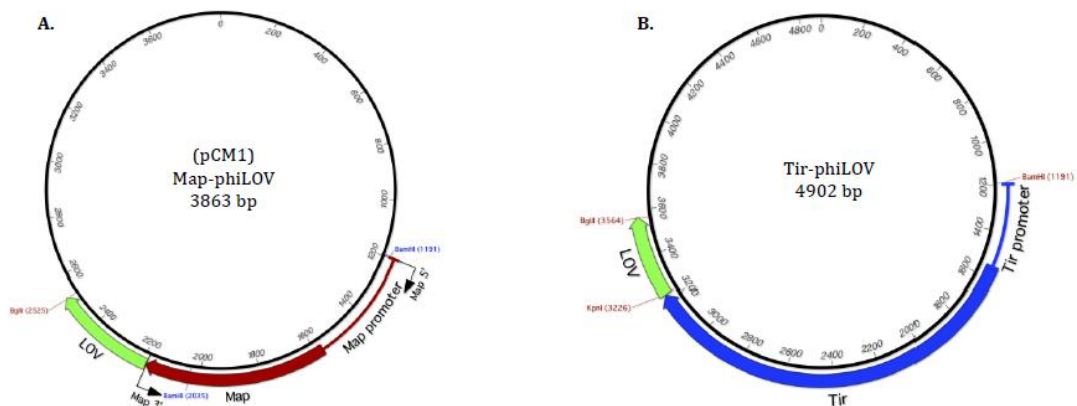 A.
0
200
400
600
800
1000
1200
1400
1600
1800
2000
2200
2400
2600
2800
3000
3200
3400
3600
(pCM1)
Map-phiLOV
3863 bp
BamHI (1191)
Map 5'
Map promoter
Map
BamHI (2035)
Map 3'
LOV
BglII (2525)
B.
0
200
400
600
800
1000
1200
1400
1600
1800
2000
2200
2400
2600
2800
3000
3200
3400
3600
3800
4000
4200
4400
4600
4800
Tir-phiLOV
4902 bp
BamHI (1191)
Tir promoter
Tir
KpnI (3226)
LOV
BglII (3564)